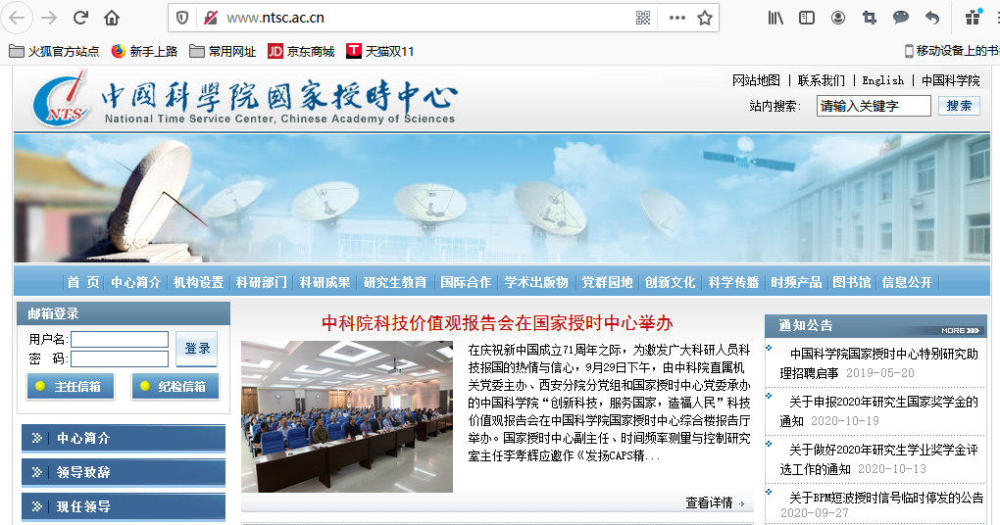 www.ntsc.ac.cn
火狐官方站点 新手上路 常用网址 JD 京东商城 T 天猫双11 移动设备上的书
NTS 中國科學院國家授時中心
National Time Service Center, Chinese Academy of Sciences
网站地图 | 联系我们 | English | 中国科学院
站内搜索： 请输入关键字 搜索
首 页 中心简介 机构设置 科研部门 科研成果 研究生教育 国际合作 学术出版物 党群园地 创新文化 科学传播 时频产品 图书馆 信息公开
邮箱登录
用户名:
密 码:
登录
主任信箱 纪检信箱
中心简介
领导致辞
现任领导
中科院科技价值观报告会在国家授时中心举办
在庆祝新中国成立71周年之际，为激发广大科研人员科
技报国的热情与信心，9月29日下午，由中科院直属机
关党委主办、西安分院分党组和国家授时中心党委承办
的中国科学院“创新科技，服务国家，造福人民”科技
价值观报告会在中国科学院国家授时中心综合楼报告厅
举办。国家授时中心副主任、时间频率测量与控制研究
室主任李孝辉应邀作《发扬CAPS精...
查看详情
通知公告 MORE
中国科学院国家授时中心特别研究助
理招聘启事 2019-05-20
关于申报2020年研究生国家奖学金的
通知 2020-10-19
关于做好2020年研究生学业奖学金评
选工作的通知 2020-10-13
关于BPM短波授时信号临时停发的公告
2020-09-27